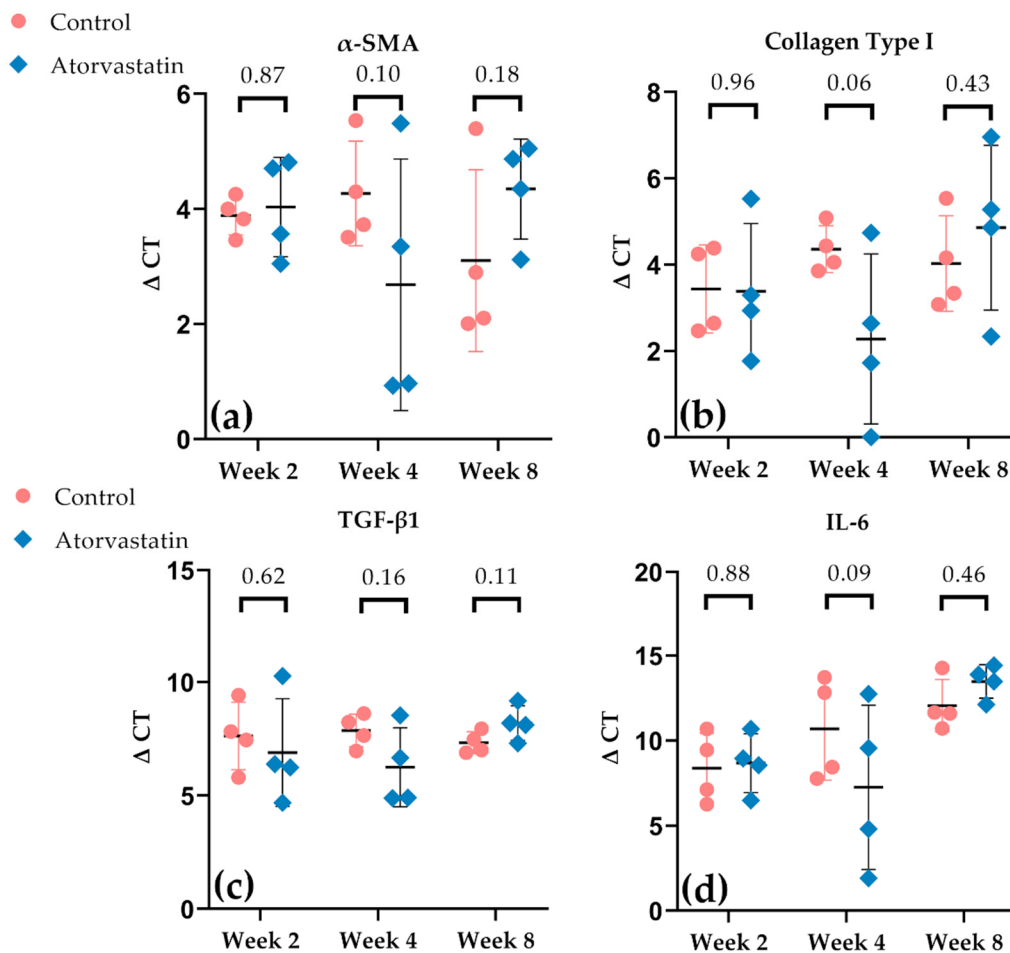 Control
Atorvastatin
α-SMA
0.87 0.10 0.18
6
4
2
0
Δ CT
(a)
Week 2 Week 4 Week 8
Collagen Type I
0.96 0.06 0.43
8
6
4
2
0
Δ CT
(b)
Week 2 Week 4 Week 8
Control
Atorvastatin
TGF-β1
0.62 0.16 0.11
15
10
5
0
Δ CT
(c)
Week 2 Week 4 Week 8
IL-6
0.88 0.09 0.46
20
15
10
5
0
Δ CT
(d)
Week 2 Week 4 Week 8